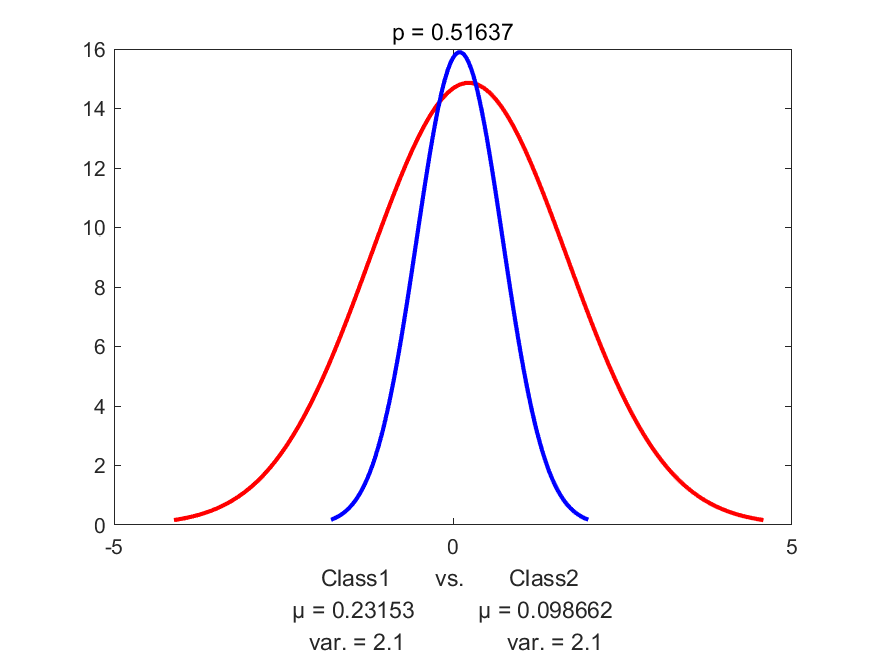 p = 0.51637
16
14
12
10
8
6
4
2
0
-5 0 5
Class1 vs. Class2
μ = 0.23153 μ = 0.098662
var. = 2.1 var. = 2.1